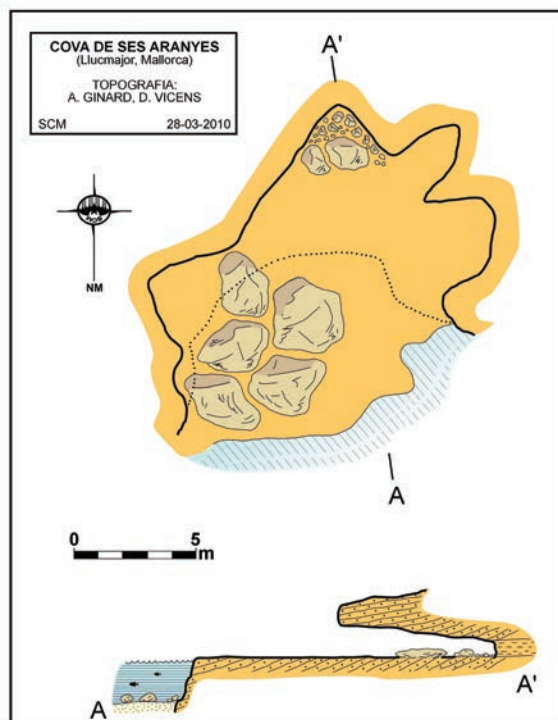 COVA DE SES ARANYES
(Llucmajor, Mallorca)
TOPOGRAFIA:
A. GINARD, D. VICENS
SCM 28-03-2010
A'
NM
A
0 5
m
A A'